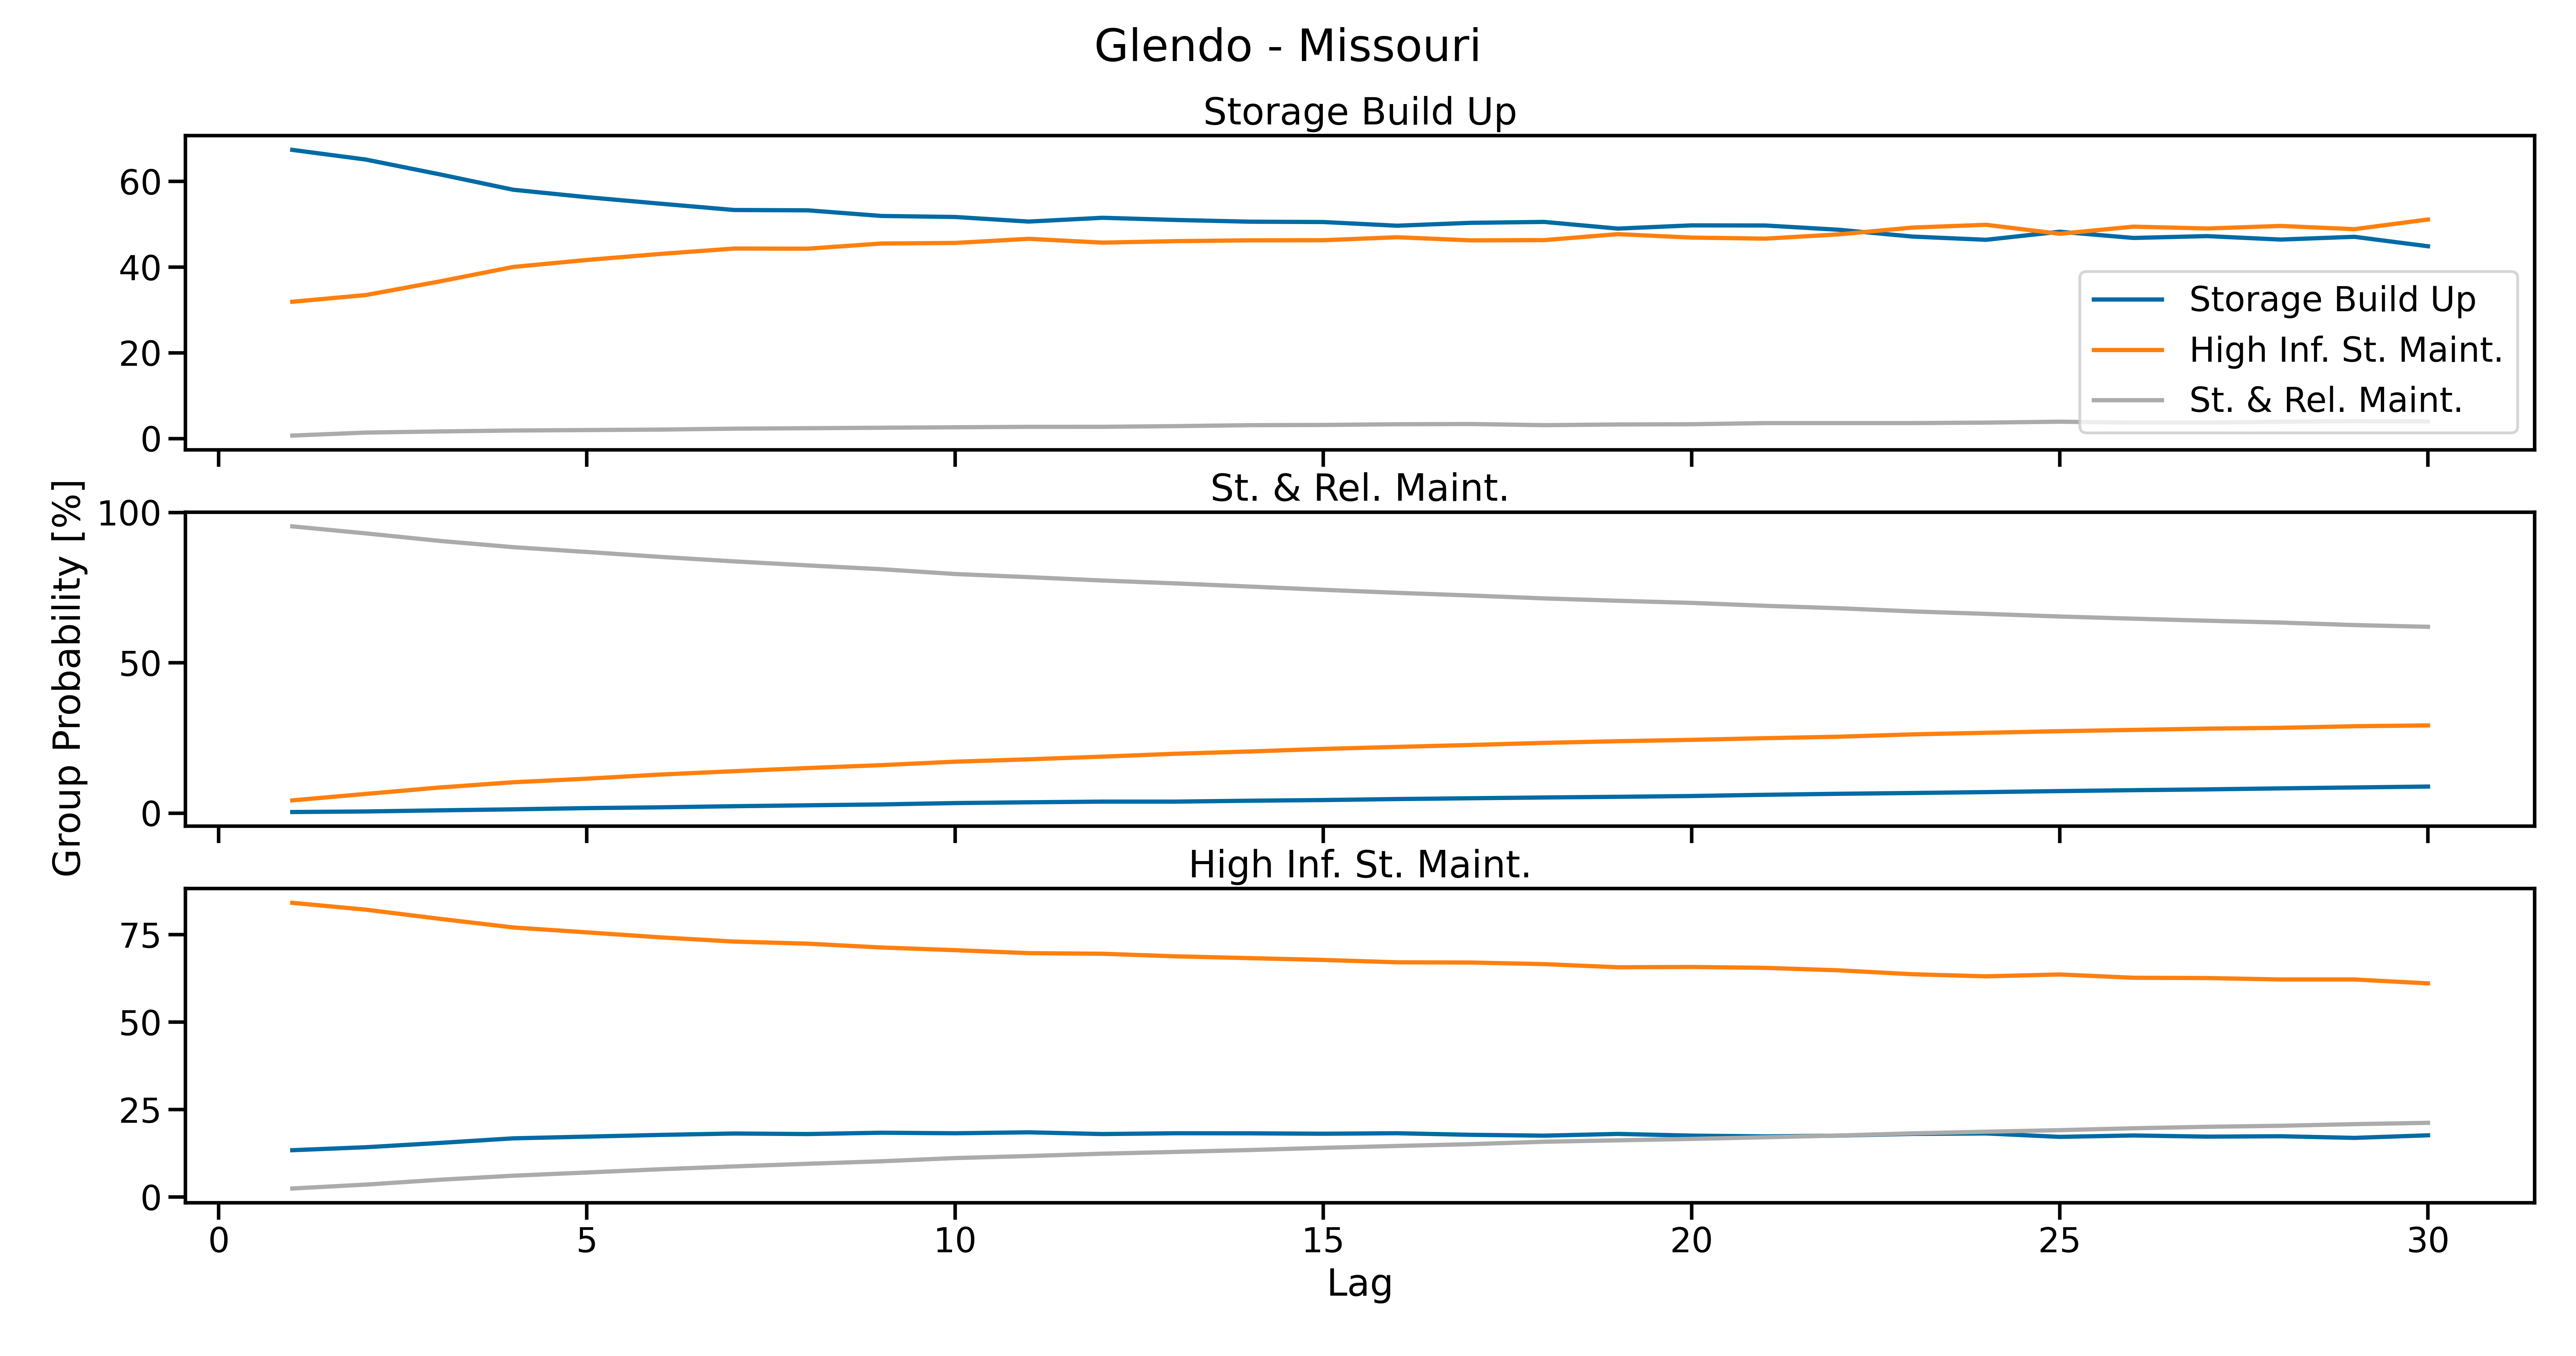 Glendo - Missouri
Storage Build Up
60
40
20
0
Storage Build Up
High Inf. St. Maint.
St. & Rel. Maint.
Group Probability [%]
St. & Rel. Maint.
100
50
0
High Inf. St. Maint.
75
50
25
0
0 5 10 15 20 25 30
Lag